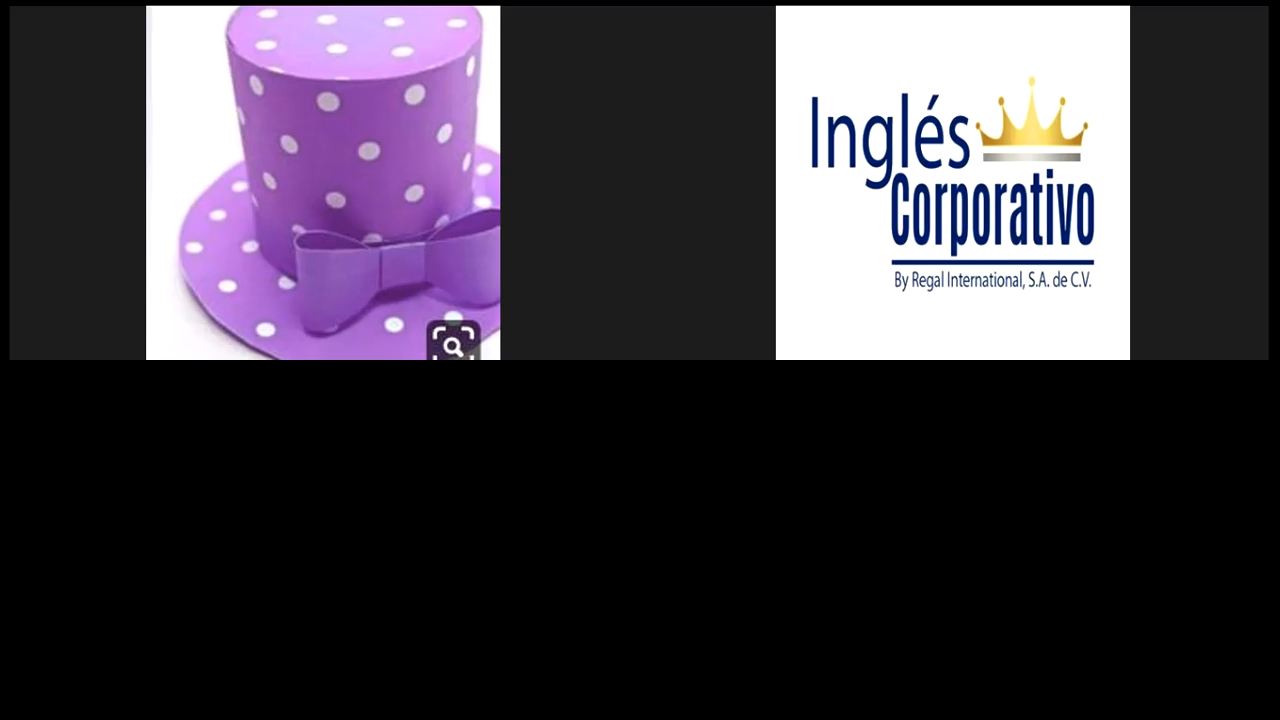 Inglés
Corporativo
By Regal International, S.A. de C.V.